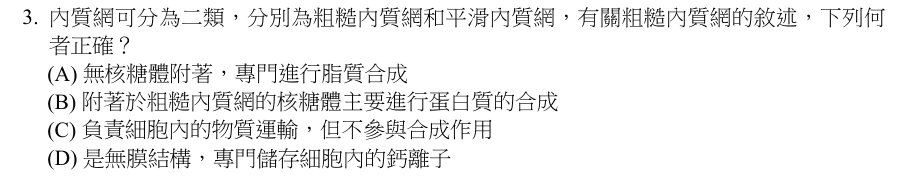 3. 內質網可分為二類，分別為粗糙內質網和平滑內質網，有關粗糙內質網的敘述，下列何
者正確？
(A) 無核糖體附著，專門進行脂質合成
(B) 附著於粗糙內質網的核糖體主要進行蛋白質的合成
(C) 負責細胞內的物質運輸，但不參與合成作用
(D) 是無膜結構，專門儲存細胞內的鈣離子